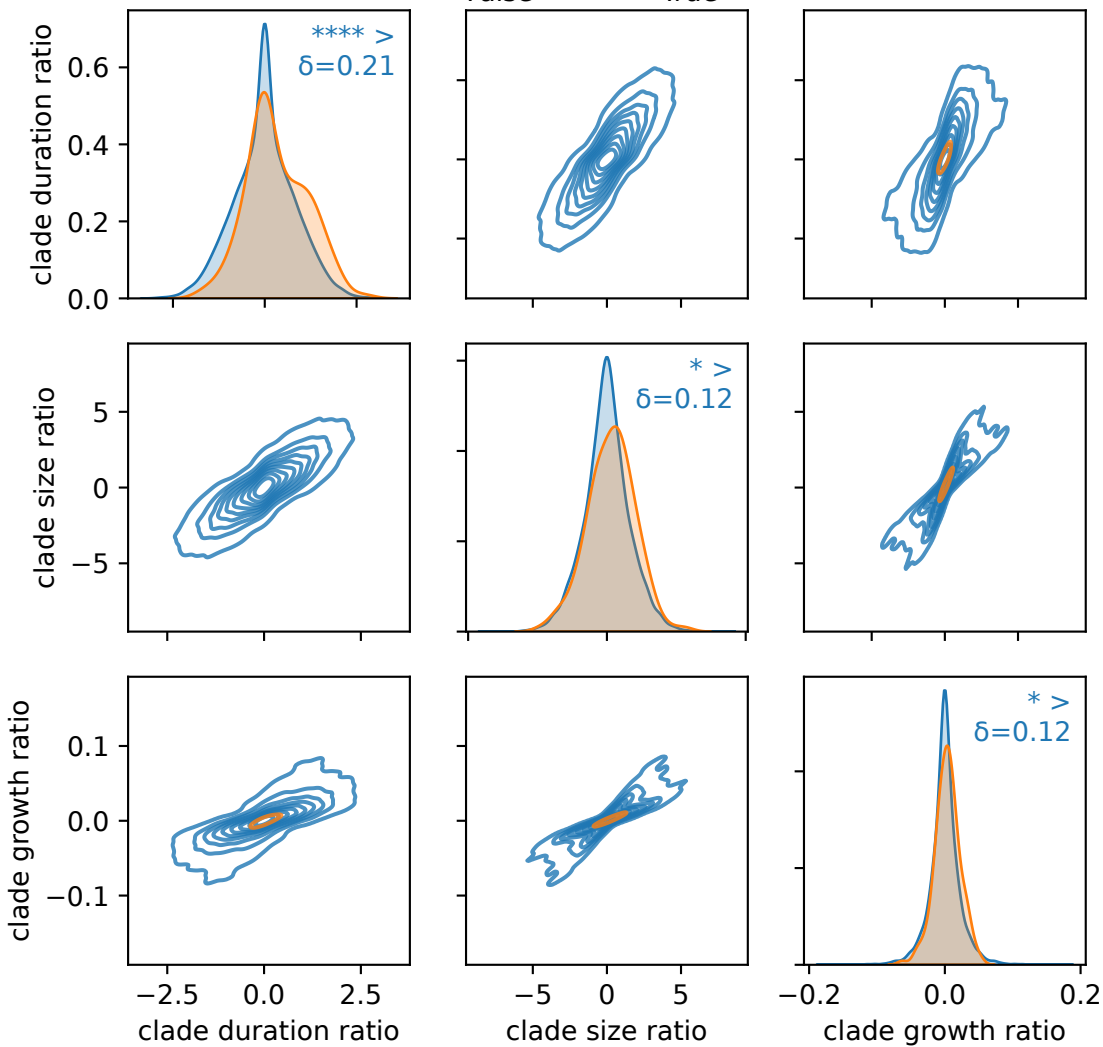 clade duration ratio
0.6
0.4
0.2
0.0
**** >
δ=0.21
clade size ratio
5
0
−5
* >
δ=0.12
clade growth ratio
0.1
0.0
−0.1
* >
δ=0.12
−2.5 0.0 2.5
clade duration ratio
−5 0 5
clade size ratio
−0.2 0.0 0.2
clade growth ratio